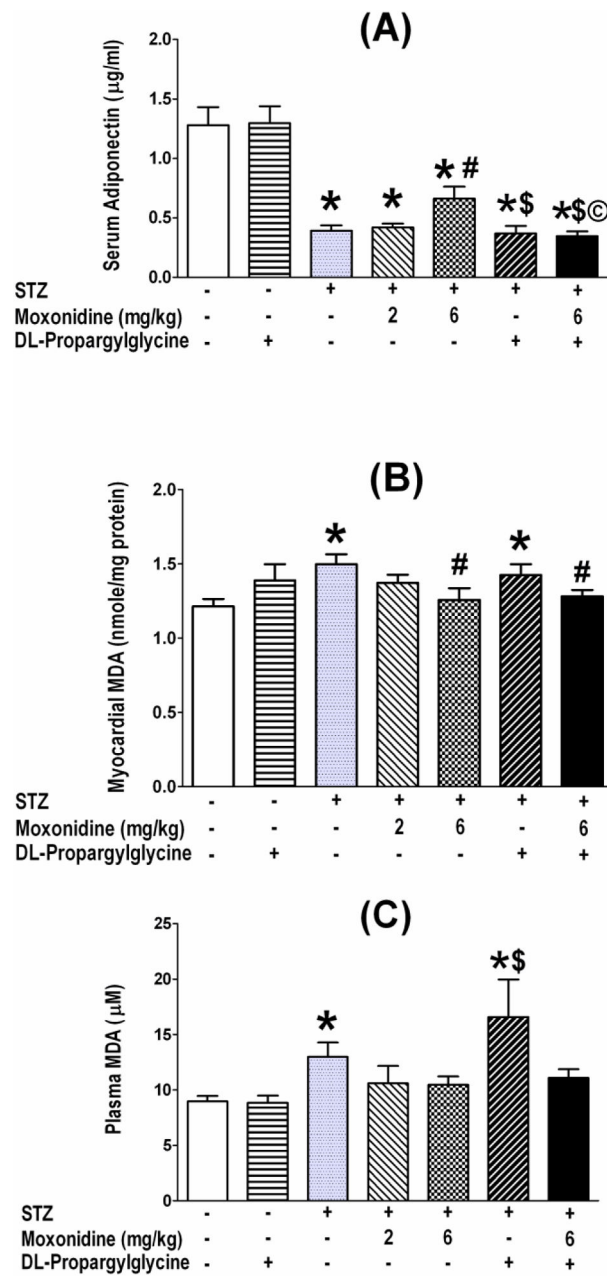 (A)
Serum Adiponectin (μg/ml)
2.0
1.5
1.0
0.5
0.0
* * *# *$ *$©
STZ - - + + + + +
Moxonidine (mg/kg) - - - 2 6 - 6
DL-Propargylglycine - + - - - + +
(B)
Myocardial MDA (nmole/mg protein)
2.0
1.5
1.0
0.5
0.0
* # * #
STZ - - + + + + +
Moxonidine (mg/kg) - - - 2 6 - 6
DL-Propargylglycine - + - - - + +
(C)
Plasma MDA (μM)
25
20
15
10
5
0
* *$
STZ - - + + + + +
Moxonidine (mg/kg) - - - 2 6 - 6
DL-Propargylglycine - + - - - + +